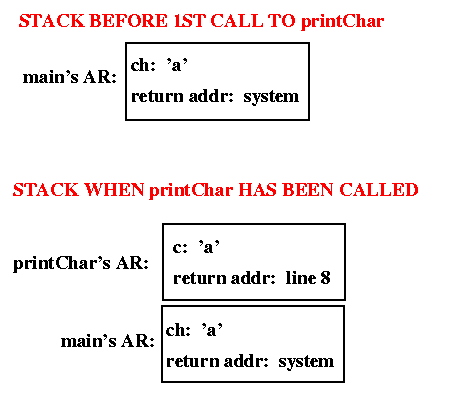 STACK BEFORE 1ST CALL TO printChar
main's AR:
ch: 'a'
return addr: system
STACK WHEN printChar HAS BEEN CALLED
printChar's AR:
c: 'a'
return addr: line 8
main's AR:
ch: 'a'
return addr: system